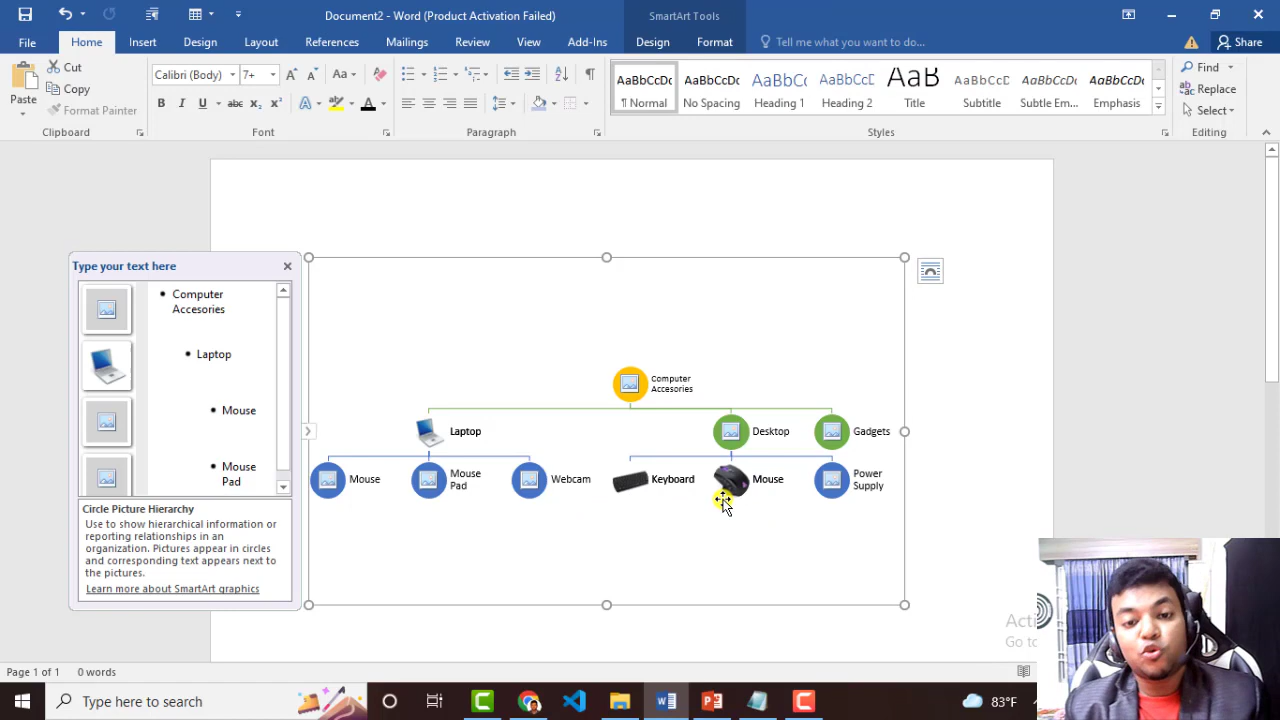 Document2 - Word (Product Activation Failed)
SmartArt Tools
File
Home
Insert
Design
Layout
References
Mailings
Review
View
Add-Ins
Design
Format
Tell me what you want to do...
Share
Paste
Cut
Copy
Format Painter
Clipboard
Calibri (Body)
7+
Font
Paragraph
AaBbCcDc
¶ Normal
AaBbCcDc
No Spacing
AaBbCc
Heading 1
AaBbCcE
Heading 2
AaB
Title
AaBbCcD
Subtitle
AaBbCcDc
Subtle Em...
AaBbCcDc
Emphasis
Styles
Find
Replace
Select
Editing
Type your text here
Computer
Accesories
Laptop
Mouse
Mouse
Pad
Circle Picture Hierarchy
Use to show hierarchical information or
reporting relationships in an
organization. Pictures appear in circles
and corresponding text appears next to
the pictures.
Learn more about SmartArt graphics
Computer
Accesories
Laptop
Desktop
Gadgets
Mouse
Mouse
Pad
Webcam
Keyboard
Mouse
Power
Supply
Go to
Page 1 of 1
0 words
Type here to search
83°F